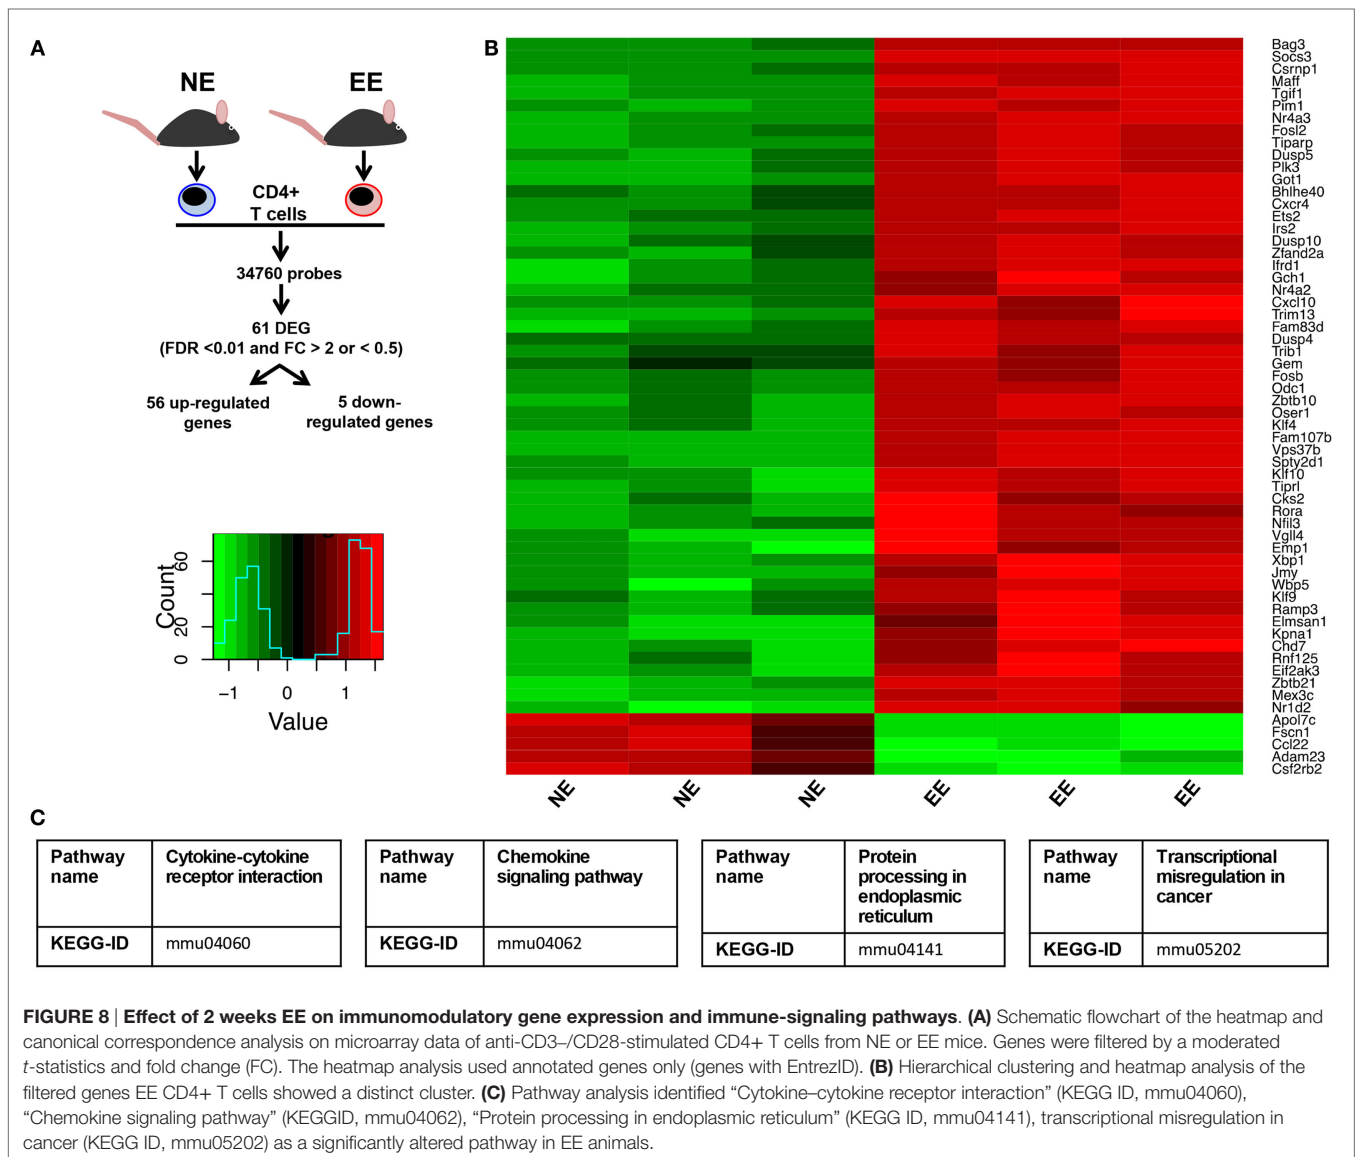 A
NE
EE
CD4+
T cells
34760 probes
61 DEG
(FDR <0.01 and FC > 2 or < 0.5)
56 up-regulated
genes
5 down-
regulated genes
Count
0
20
60
−1
0
1
Value
B
Bag3
Socs3
Csrnp1
Maff
Tgif1
Pim1
Nr4a3
Fosl2
Tiparp
Dusp5
Plk3
Got1
Bhlhe40
Cxcr4
Ets2
Irs2
Dusp10
Zfand2a
Ifrd1
Gch1
Nr4a2
Cxcl10
Trim13
Fam83d
Dusp4
Trib1
Gem
Fosb
Odc1
Zbtb10
Oser1
Klf4
Fam107b
Vps37b
Spty2d1
Klf10
Tiprl
Cks2
Rora
Nfil3
Vgll4
Emp1
Xbp1
Jmy
Wbp5
Klf9
Ramp3
Elmsan1
Kpna1
Chd7
Rnf125
Eif2ak3
Zbtb21
Mex3c
Nr1d2
Apol7c
Fscn1
Ccl22
Adam23
Csf2rb2
NE
NE
NE
EE
EE
EE
C
Pathway
name
Cytokine-cytokine
receptor interaction
KEGG-ID
mmu04060
Pathway
name
Chemokine
signaling pathway
KEGG-ID
mmu04062
Pathway
name
Protein
processing in
endoplasmic
reticulum
KEGG-ID
mmu04141
Pathway
name
Transcriptional
misregulation in
cancer
KEGG-ID
mmu05202
FIGURE 8 | Effect of 2 weeks EE on immunomodulatory gene expression and immune-signaling pathways. (A) Schematic flowchart of the heatmap and
canonical correspondence analysis on microarray data of anti-CD3–/CD28-stimulated CD4+ T cells from NE or EE mice. Genes were filtered by a moderated
t-statistics and fold change (FC). The heatmap analysis used annotated genes only (genes with EntrezID). (B) Hierarchical clustering and heatmap analysis of the
filtered genes EE CD4+ T cells showed a distinct cluster. (C) Pathway analysis identified “Cytokine–cytokine receptor interaction” (KEGG ID, mmu04060),
“Chemokine signaling pathway” (KEGGID, mmu04062), “Protein processing in endoplasmic reticulum” (KEGG ID, mmu04141), transcriptional misregulation in
cancer (KEGG ID, mmu05202) as a significantly altered pathway in EE animals.